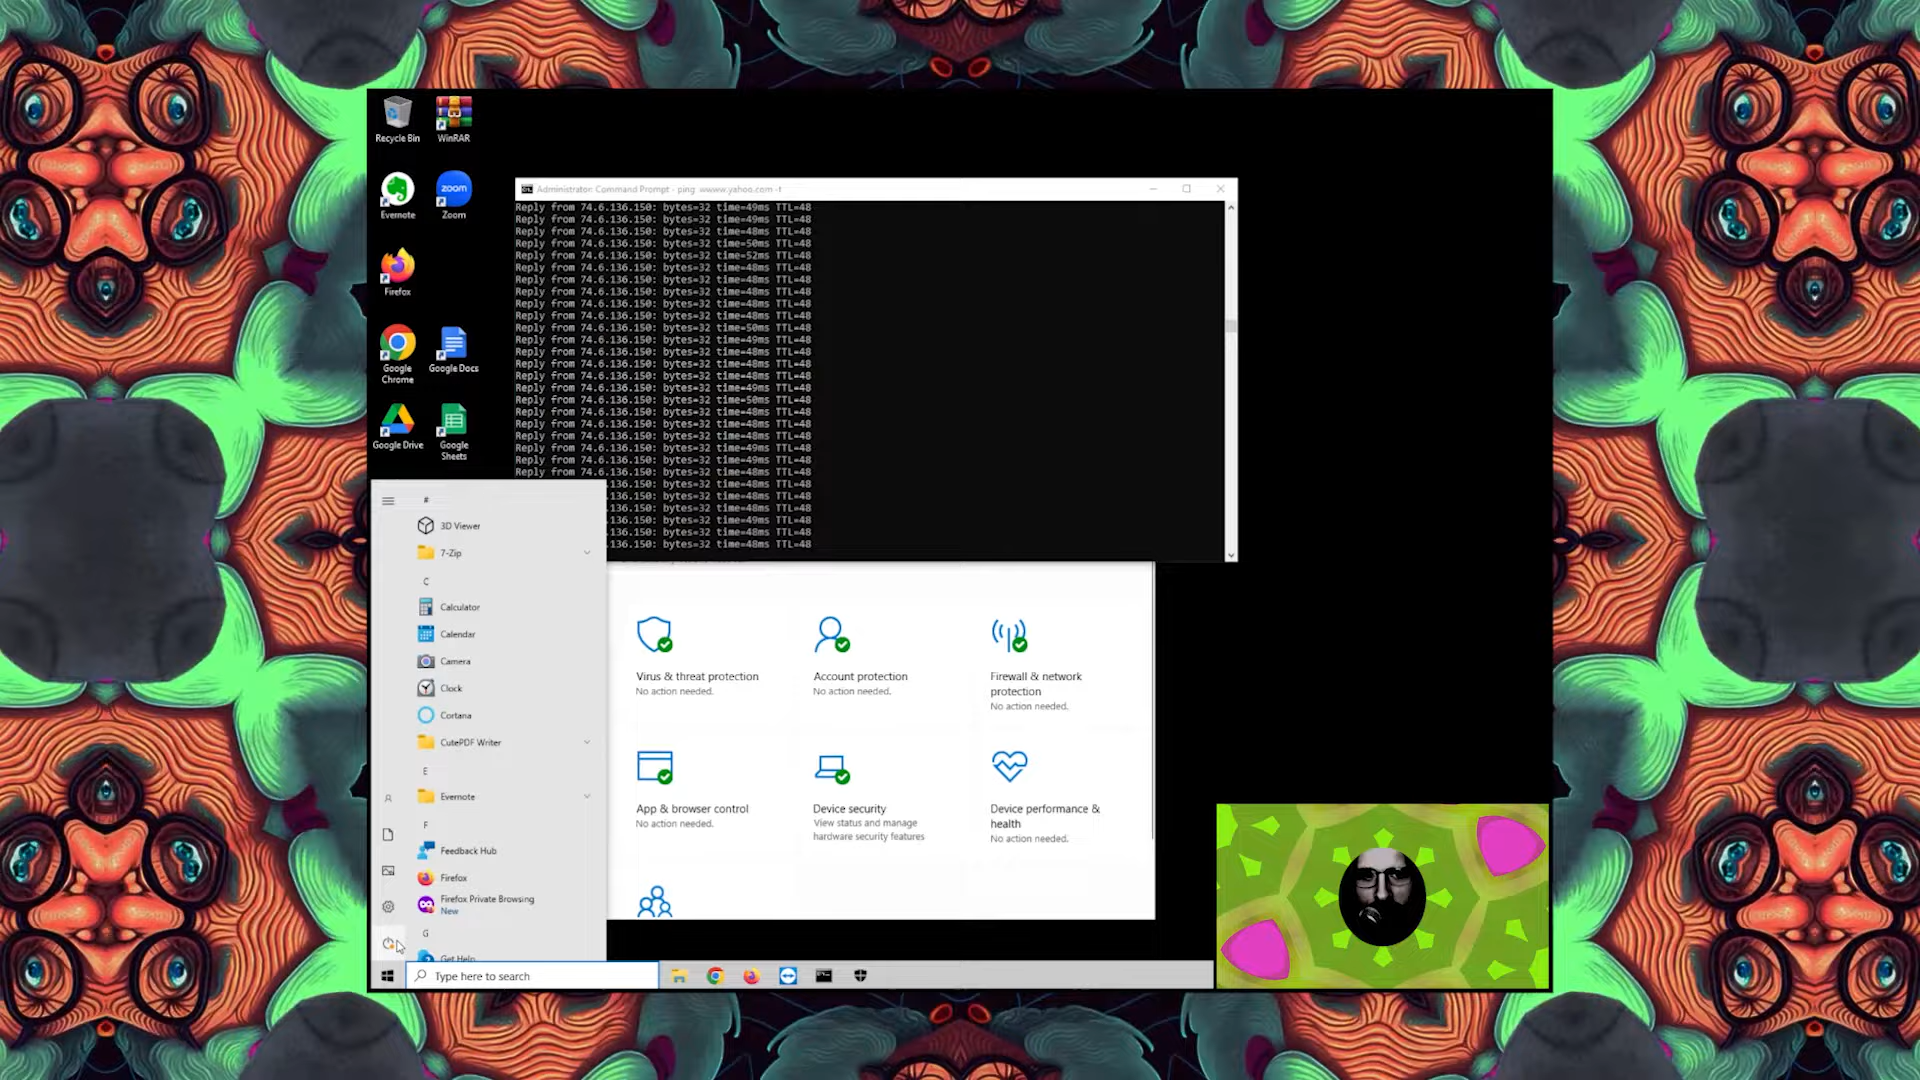 Recycle Bin
WinRAR
Evernote
Zoom
zoom
Firefox
Google
Chrome
Google Docs
Google Drive
Google
Sheets
Administrator: Command Prompt - ping wwww.yahoo.com -t
Reply from 74.6.136.150: bytes=32 time=48ms TTL=48
Reply from 74.6.136.150: bytes=32 time=49ms TTL=48
Reply from 74.6.136.150: bytes=32 time=48ms TTL=48
Reply from 74.6.136.150: bytes=32 time=50ms TTL=48
Reply from 74.6.136.150: bytes=32 time=52ms TTL=48
Reply from 74.6.136.150: bytes=32 time=48ms TTL=48
Reply from 74.6.136.150: bytes=32 time=48ms TTL=48
Reply from 74.6.136.150: bytes=32 time=48ms TTL=48
Reply from 74.6.136.150: bytes=32 time=48ms TTL=48
Reply from 74.6.136.150: bytes=32 time=48ms TTL=48
Reply from 74.6.136.150: bytes=32 time=50ms TTL=48
Reply from 74.6.136.150: bytes=32 time=49ms TTL=48
Reply from 74.6.136.150: bytes=32 time=48ms TTL=48
Reply from 74.6.136.150: bytes=32 time=48ms TTL=48
Reply from 74.6.136.150: bytes=32 time=48ms TTL=48
Reply from 74.6.136.150: bytes=32 time=49ms TTL=48
Reply from 74.6.136.150: bytes=32 time=50ms TTL=48
Reply from 74.6.136.150: bytes=32 time=48ms TTL=48
Reply from 74.6.136.150: bytes=32 time=48ms TTL=48
Reply from 74.6.136.150: bytes=32 time=48ms TTL=48
Reply from 74.6.136.150: bytes=32 time=49ms TTL=48
Reply from 74.6.136.150: bytes=32 time=49ms TTL=48
Reply from 74.6.136.150: bytes=32 time=48ms TTL=48
.136.150: bytes=32 time=48ms TTL=48
.136.150: bytes=32 time=48ms TTL=48
.136.150: bytes=32 time=48ms TTL=48
.136.150: bytes=32 time=49ms TTL=48
.136.150: bytes=32 time=48ms TTL=48
.136.150: bytes=32 time=48ms TTL=48
#
3D Viewer
7-Zip
C
Calculator
Calendar
Camera
Clock
Cortana
CutePDF Writer
E
Evernote
F
Feedback Hub
Firefox
Firefox Private Browsing
New
G
Get Help
Virus & threat protection
No action needed.
Account protection
No action needed.
Firewall & network
protection
No action needed.
App & browser control
No action needed.
Device security
View status and manage
hardware security features
Device performance &
health
No action needed.
Type here to search